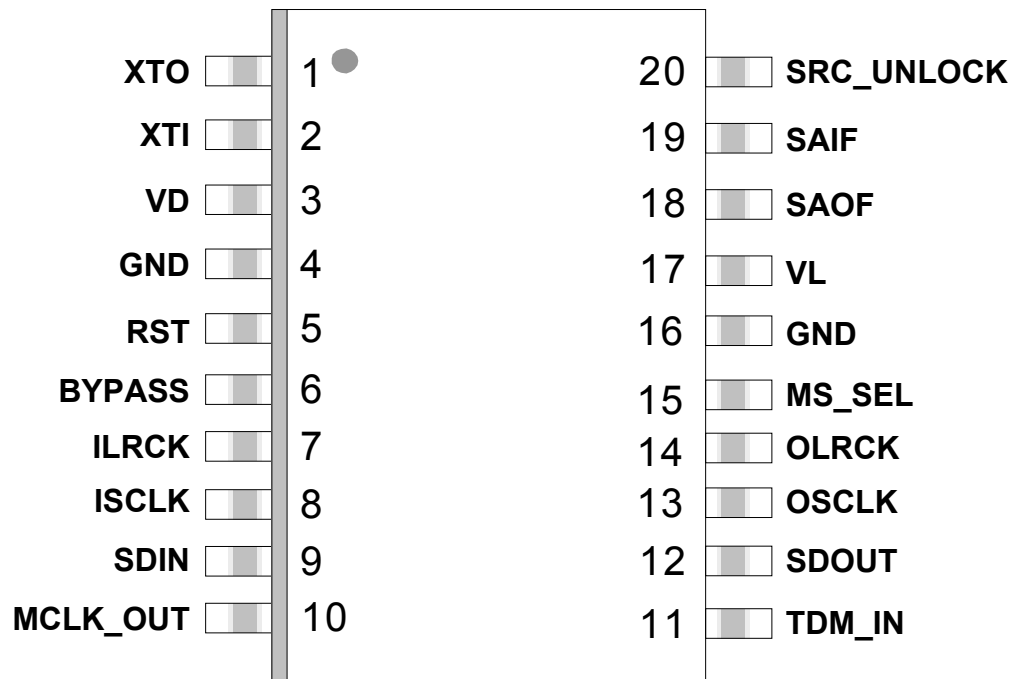 XTO 1 20 SRC_UNLOCK
XTI 2 19 SAIF
VD 3 18 SAOF
GND 4 17 VL
RST 5 16 GND
BYPASS 6 15 MS_SEL
ILRCK 7 14 OLRCK
ISCLK 8 13 OSCLK
SDIN 9 12 SDOUT
MCLK_OUT 10 11 TDM_IN